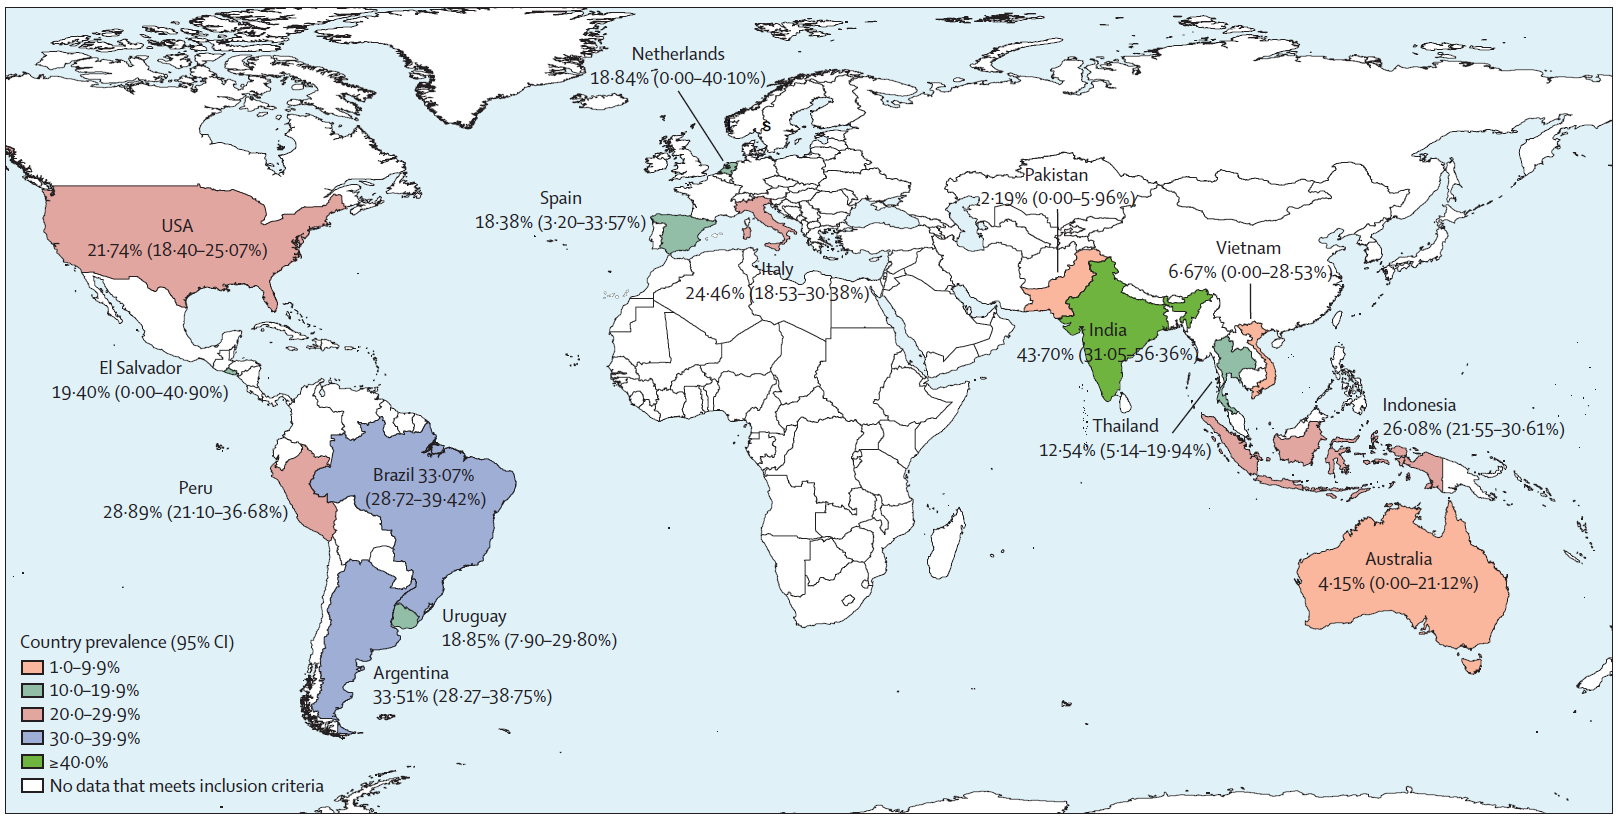 Netherlands
18·84% (0·00–40·10%)
S
Pakistan
2·19% (0·00–5·96%)
Spain
18·38% (3·20–33·57%)
USA
21·74% (18·40–25·07%)
Vietnam
6·67% (0·00–28·53%)
Italy
24·46% (18·53–30·38%)
India
43·70% (31·05–56·36%)
El Salvador
19·40% (0·00–40·90%)
Indonesia
26·08% (21·55–30·61%)
Thailand
12·54% (5·14–19·94%)
Brazil 33·07%
(28·72–39·42%)
Peru
28·89% (21·10–36·68%)
Australia
4·15% (0·00–21·12%)
Uruguay
18·85% (7·90–29·80%)
Argentina
33·51% (28·27–38·75%)
Country prevalence (95% CI)
1·0–9·9%
10·0–19·9%
20·0–29·9%
30·0–39·9%
≥40·0%
No data that meets inclusion criteria